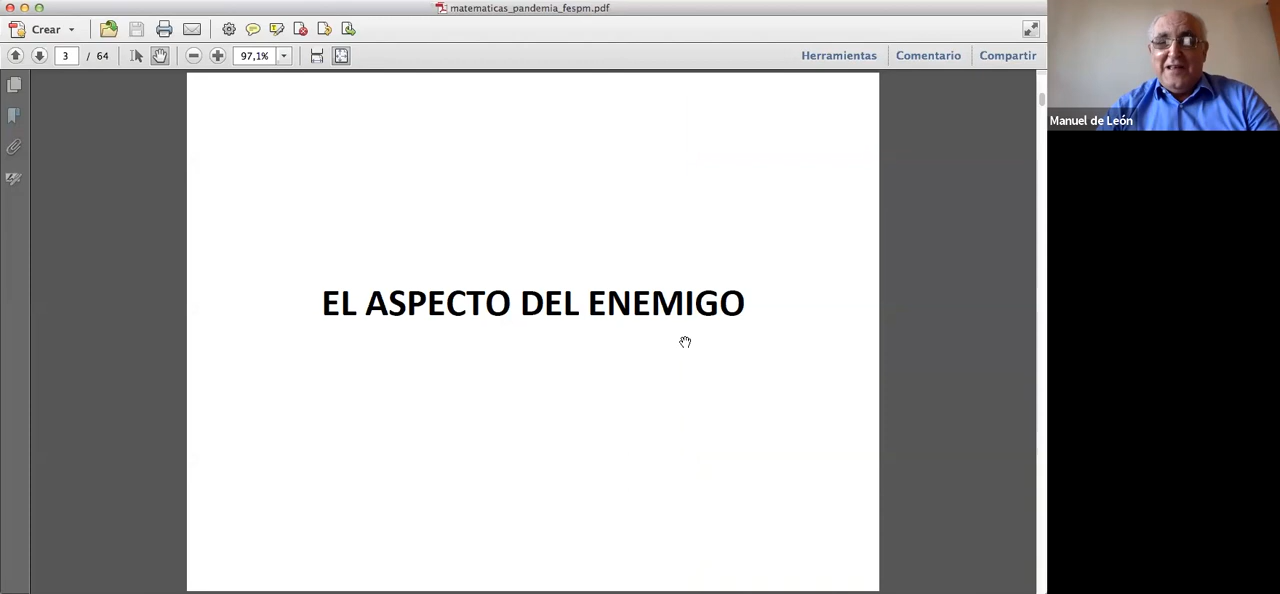 matematicas_pandemia_fespm.pdf
Crear
3 / 64
97,1%
Herramientas
Comentario
Compartir
EL ASPECTO DEL ENEMIGO
Manuel de León